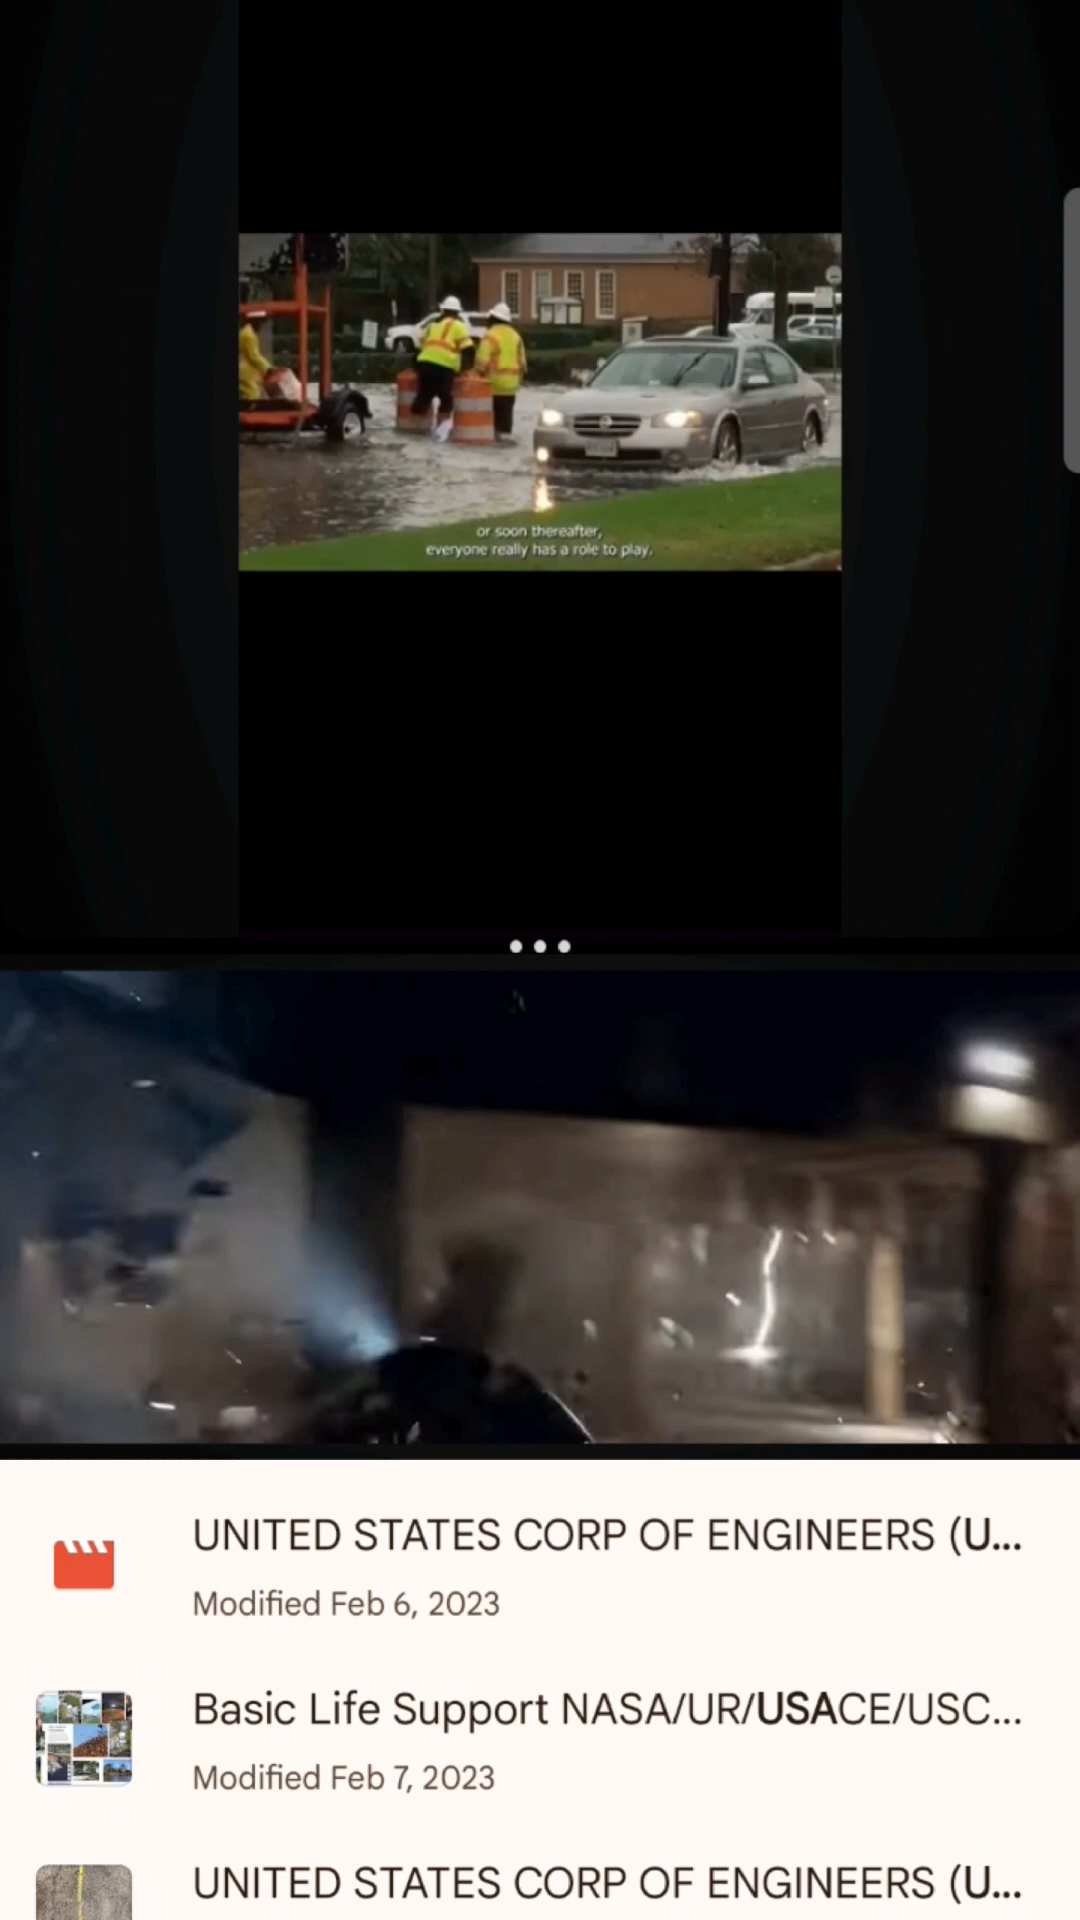 or soon thereafter,
everyone really has a role to play.
UNITED STATES CORP OF ENGINEERS (U...
Modified Feb 6, 2023
Basic Life Support NASA/UR/USACE/USC...
Modified Feb 7, 2023
UNITED STATES CORP OF ENGINEERS (U...